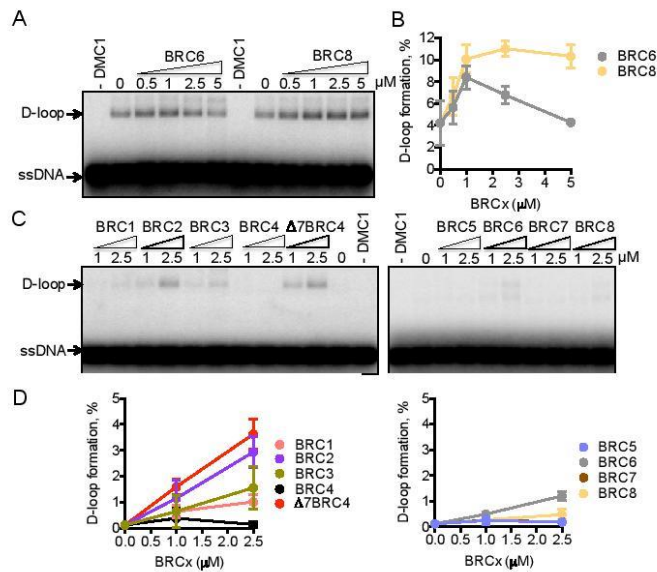 A
- DMC1
BRC6
- DMC1
BRC8
0 0.5 1 2.5 5 0 0.5 1 2.5 5 μM
D-loop
ssDNA
B
D-loop formation, %
12
10
8
6
4
2
0
0 1 2 3 4 5
BRCx (μM)
BRC6
BRC8
C
BRC1 BRC2 BRC3 BRC4 Δ7BRC4
1 2.5 1 2.5 1 2.5 1 2.5 1 2.5 0 - DMC1
- DMC1 BRC5 BRC6 BRC7 BRC8
0 1 2.5 1 2.5 1 2.5 1 2.5 μM
D-loop
ssDNA
D
D-loop formation, %
5
4
3
2
1
0
0.0 0.5 1.0 1.5 2.0 2.5
BRCx (μM)
BRC1
BRC2
BRC3
BRC4
Δ7BRC4
D-loop formation, %
5
4
3
2
1
0
0.0 0.5 1.0 1.5 2.0 2.5
BRCx (μM)
BRC5
BRC6
BRC7
BRC8